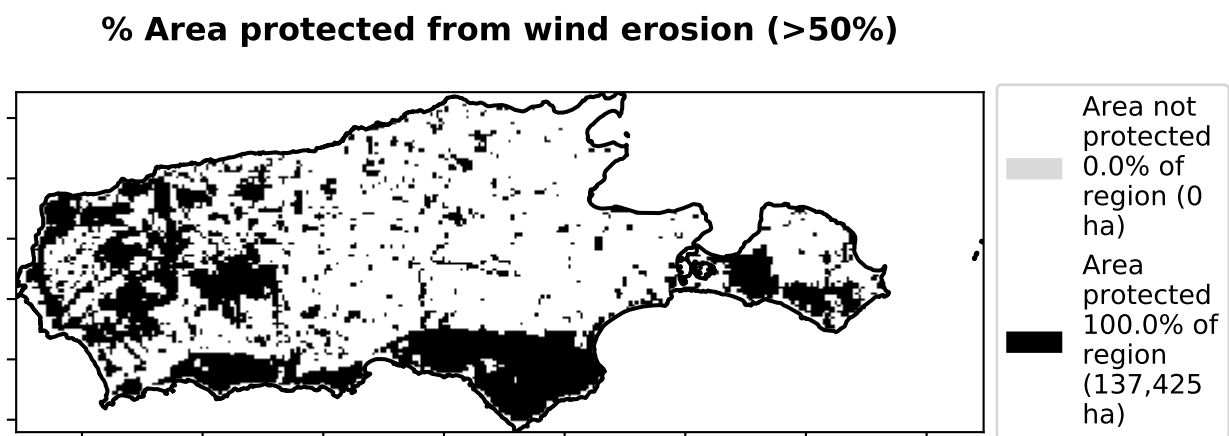 % Area protected from wind erosion (>50%)
Area not
protected
0.0% of
region (0
ha)
Area
protected
100.0% of
region
(137,425
ha)